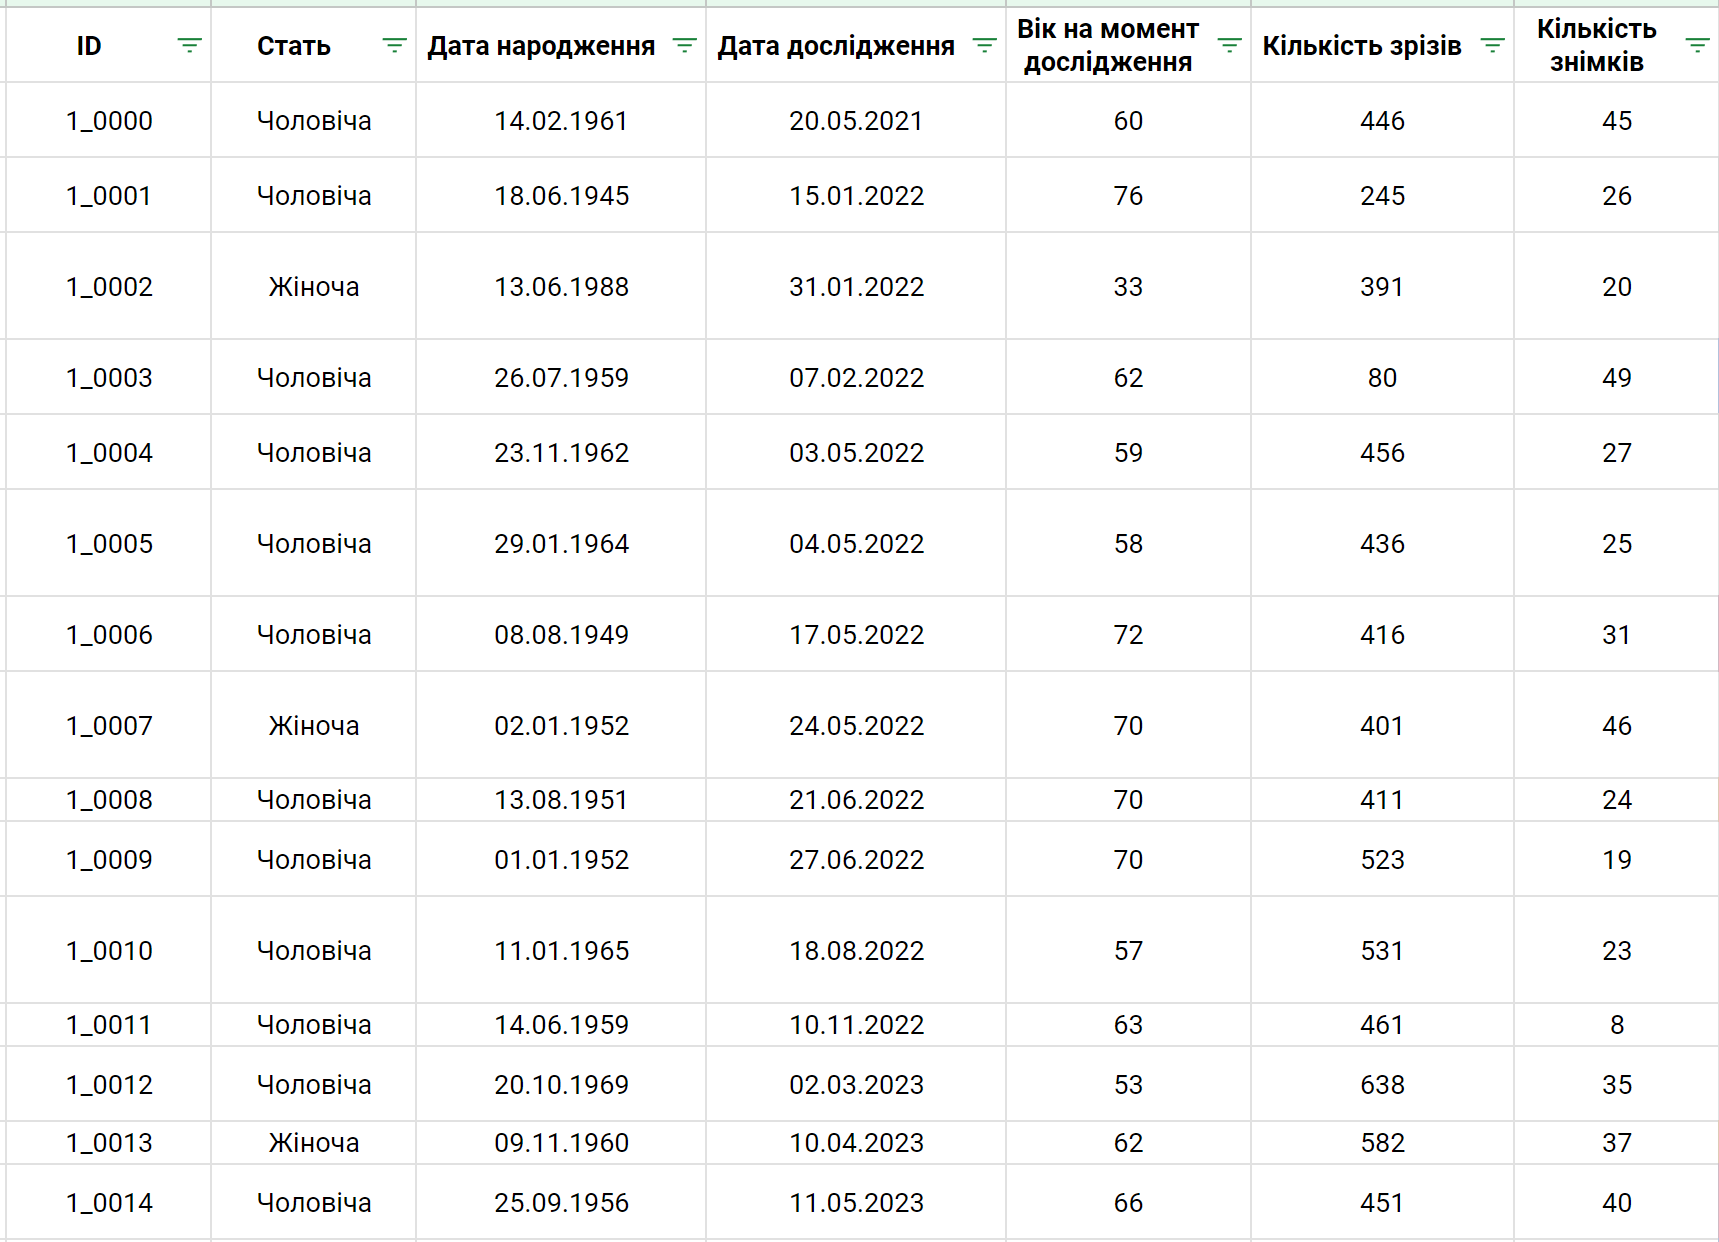 ID Стать Дата народження Дата дослідження Вік на момент дослідження Кількість зрізів Кількість знімків
1_0000 Чоловіча 14.02.1961 20.05.2021 60 446 45
1_0001 Чоловіча 18.06.1945 15.01.2022 76 245 26
1_0002 Жіноча 13.06.1988 31.01.2022 33 391 20
1_0003 Чоловіча 26.07.1959 07.02.2022 62 80 49
1_0004 Чоловіча 23.11.1962 03.05.2022 59 456 27
1_0005 Чоловіча 29.01.1964 04.05.2022 58 436 25
1_0006 Чоловіча 08.08.1949 17.05.2022 72 416 31
1_0007 Жіноча 02.01.1952 24.05.2022 70 401 46
1_0008 Чоловіча 13.08.1951 21.06.2022 70 411 24
1_0009 Чоловіча 01.01.1952 27.06.2022 70 523 19
1_0010 Чоловіча 11.01.1965 18.08.2022 57 531 23
1_0011 Чоловіча 14.06.1959 10.11.2022 63 461 8
1_0012 Чоловіча 20.10.1969 02.03.2023 53 638 35
1_0013 Жіноча 09.11.1960 10.04.2023 62 582 37
1_0014 Чоловіча 25.09.1956 11.05.2023 66 451 40